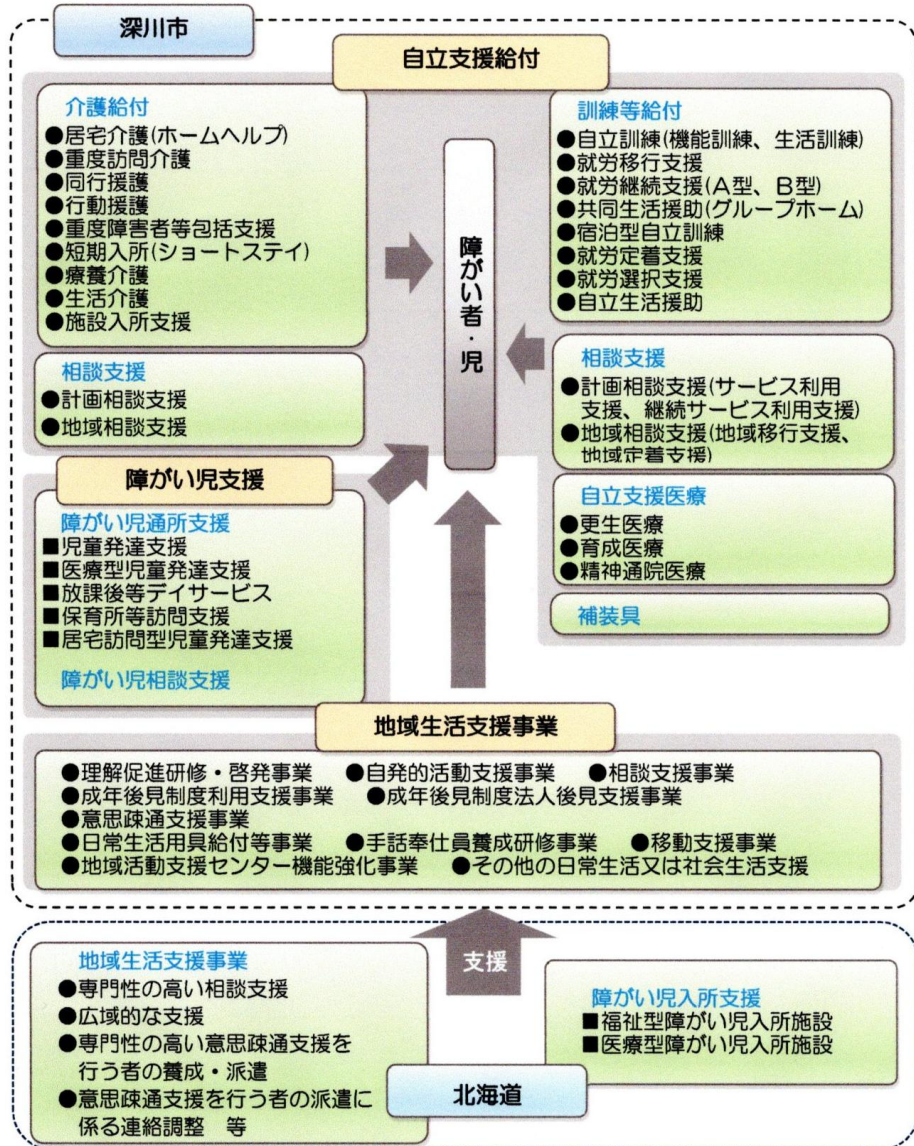 深川市
自立支援給付
介護給付
●居宅介護(ホームヘルプ)
●重度訪問介護
●同行援護
●行動援護
●重度障害者等包括支援
●短期入所(ショートステイ)
●療養介護
●生活介護
●施設入所支援
相談支援
●計画相談支援
●地域相談支援
障がい者・児
訓練等給付
●自立訓練(機能訓練、生活訓練)
●就労移行支援
●就労継続支援(A型、B型)
●共同生活援助(グループホーム)
●宿泊型自立訓練
●就労定着支援
●就労選択支援
●自立生活援助
相談支援
●計画相談支援(サービス利用
支援、継続サービス利用支援)
●地域相談支援(地域移行支援、
地域定着支援)
自立支援医療
●更生医療
●育成医療
●精神通院医療
補装具
障がい児支援
障がい児通所支援
■児童発達支援
■医療型児童発達支援
■放課後等デイサービス
■保育所等訪問支援
■居宅訪問型児童発達支援
障がい児相談支援
地域生活支援事業
●理解促進研修・啓発事業 ●自発的活動支援事業 ●相談支援事業
●成年後見制度利用支援事業 ●成年後見制度法人後見支援事業
●意思疎通支援事業
●日常生活用具給付等事業 ●手話奉仕員養成研修事業 ●移動支援事業
●地域活動支援センター機能強化事業 ●その他の日常生活又は社会生活支援
支援
地域生活支援事業
●専門性の高い相談支援
●広域的な支援
●専門性の高い意思疎通支援を
行う者の養成・派遣
●意思疎通支援を行う者の派遣に
係る連絡調整 等
北海道
障がい児入所支援
■福祉型障がい児入所施設
■医療型障がい児入所施設